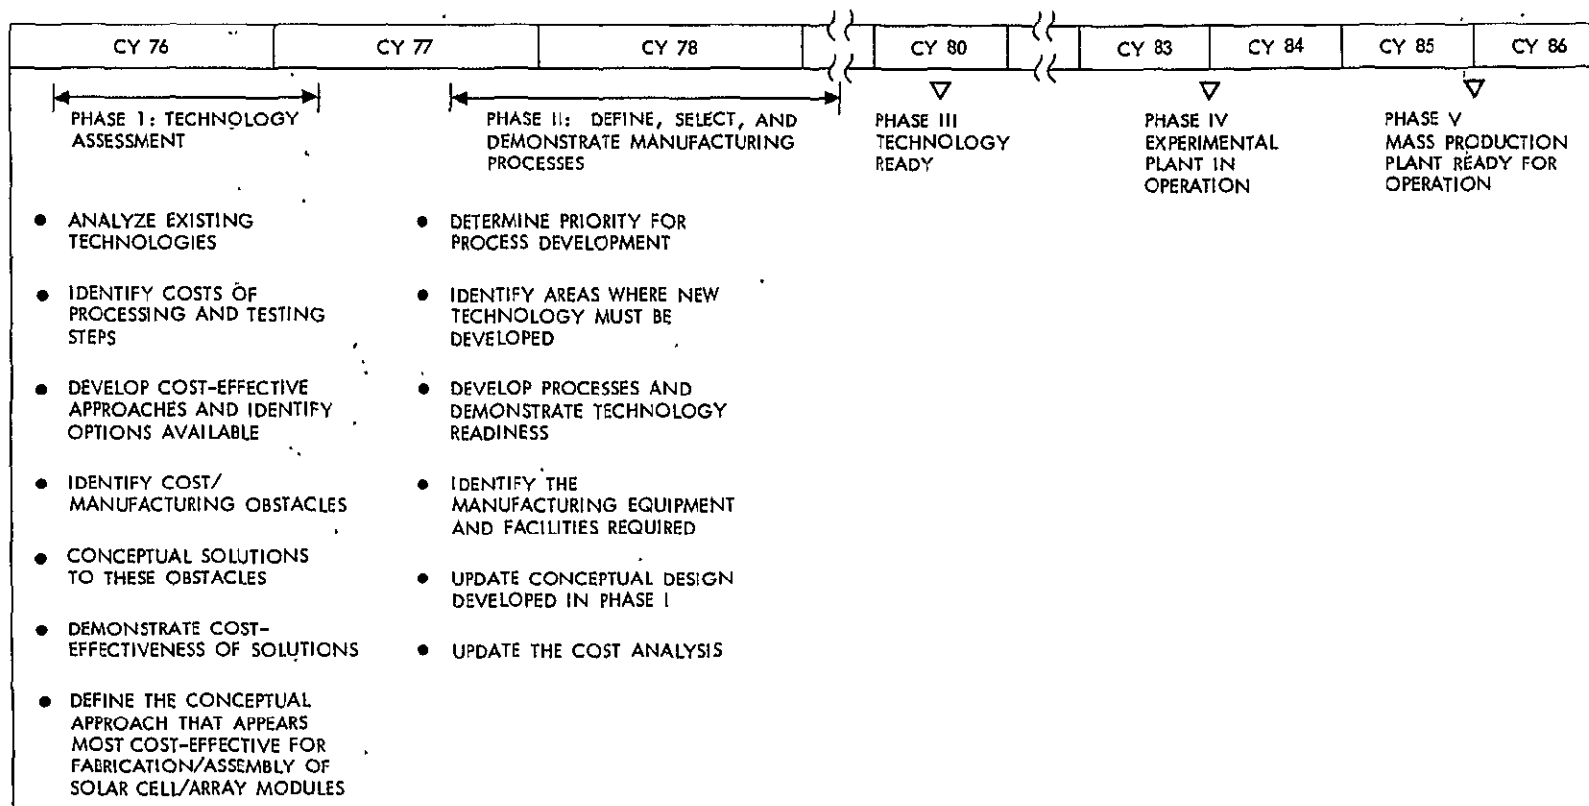 CY 76 CY 77 CY 78 CY 80 CY 83 CY 84 CY 85 CY 86
PHASE I: TECHNOLOGY
ASSESSMENT
PHASE II: DEFINE, SELECT, AND
DEMONSTRATE MANUFACTURING
PROCESSES
PHASE III
TECHNOLOGY
READY
PHASE IV
EXPERIMENTAL
PLANT IN
OPERATION
PHASE V
MASS PRODUCTION
PLANT READY FOR
OPERATION
● ANALYZE EXISTING
TECHNOLOGIES
● IDENTIFY COSTS OF
PROCESSING AND TESTING
STEPS
● DEVELOP COST-EFFECTIVE
APPROACHES AND IDENTIFY
OPTIONS AVAILABLE
● IDENTIFY COST/
MANUFACTURING OBSTACLES
● CONCEPTUAL SOLUTIONS
TO THESE OBSTACLES
● DEMONSTRATE COST-
EFFECTIVENESS OF SOLUTIONS
● DEFINE THE CONCEPTUAL
APPROACH THAT APPEARS
MOST COST-EFFECTIVE FOR
FABRICATION/ASSEMBLY OF
SOLAR CELL/ARRAY MODULES
● DETERMINE PRIORITY FOR
PROCESS DEVELOPMENT
● IDENTIFY AREAS WHERE NEW
TECHNOLOGY MUST BE
DEVELOPED
● DEVELOP PROCESSES AND
DEMONSTRATE TECHNOLOGY
READINESS
● IDENTIFY THE
MANUFACTURING EQUIPMENT
AND FACILITIES REQUIRED
● UPDATE CONCEPTUAL DESIGN
DEVELOPED IN PHASE I
● UPDATE THE COST ANALYSIS